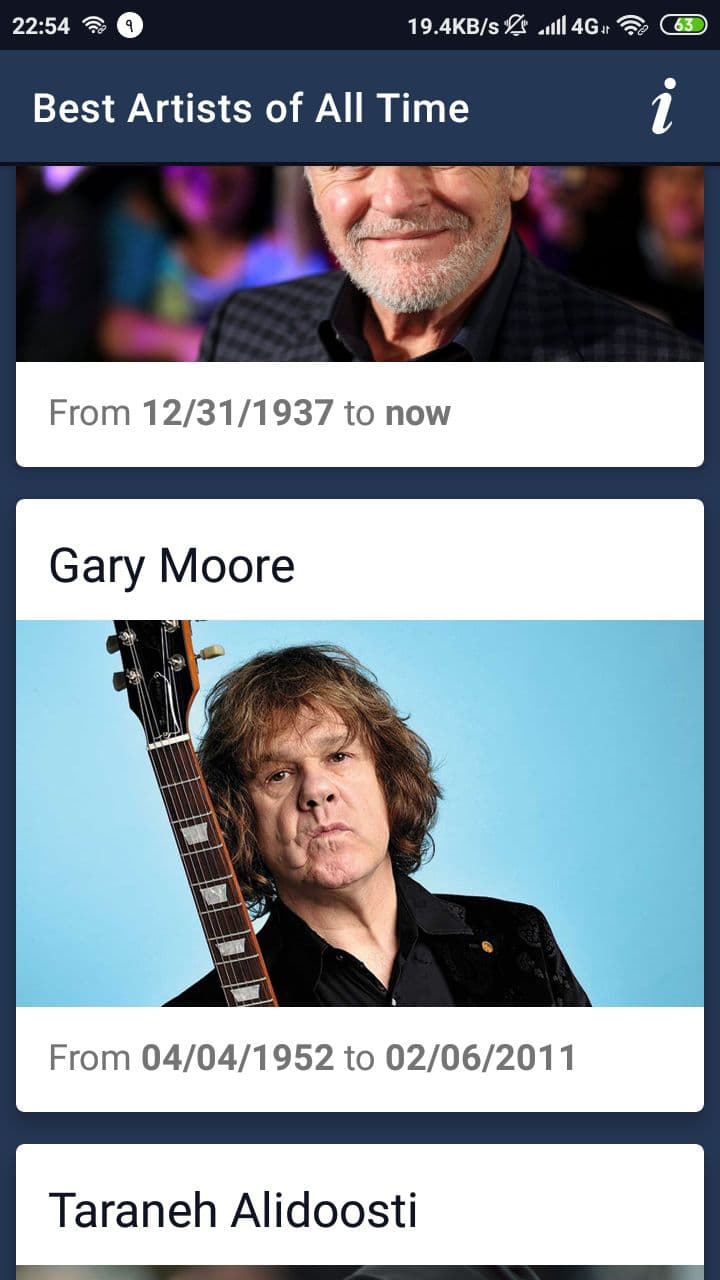 22:54 ٩ 19.4KB/s 4G 63
Best Artists of All Time i
From 12/31/1937 to now
Gary Moore
From 04/04/1952 to 02/06/2011
Taraneh Alidoosti